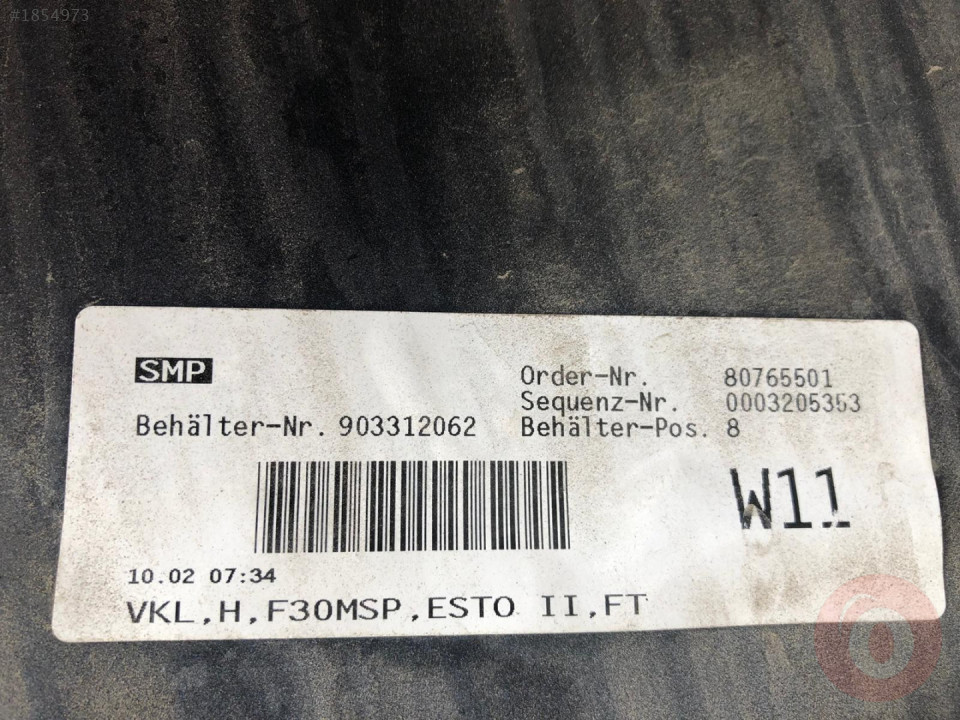 #1854973
SMP
Order-Nr. 80765501
Sequenz-Nr. 0003205353
Behälter-Nr. 903312062 Behälter-Pos. 8
W11
10.02 07:34
VKL,H,F30MSP,ESTO II,FT